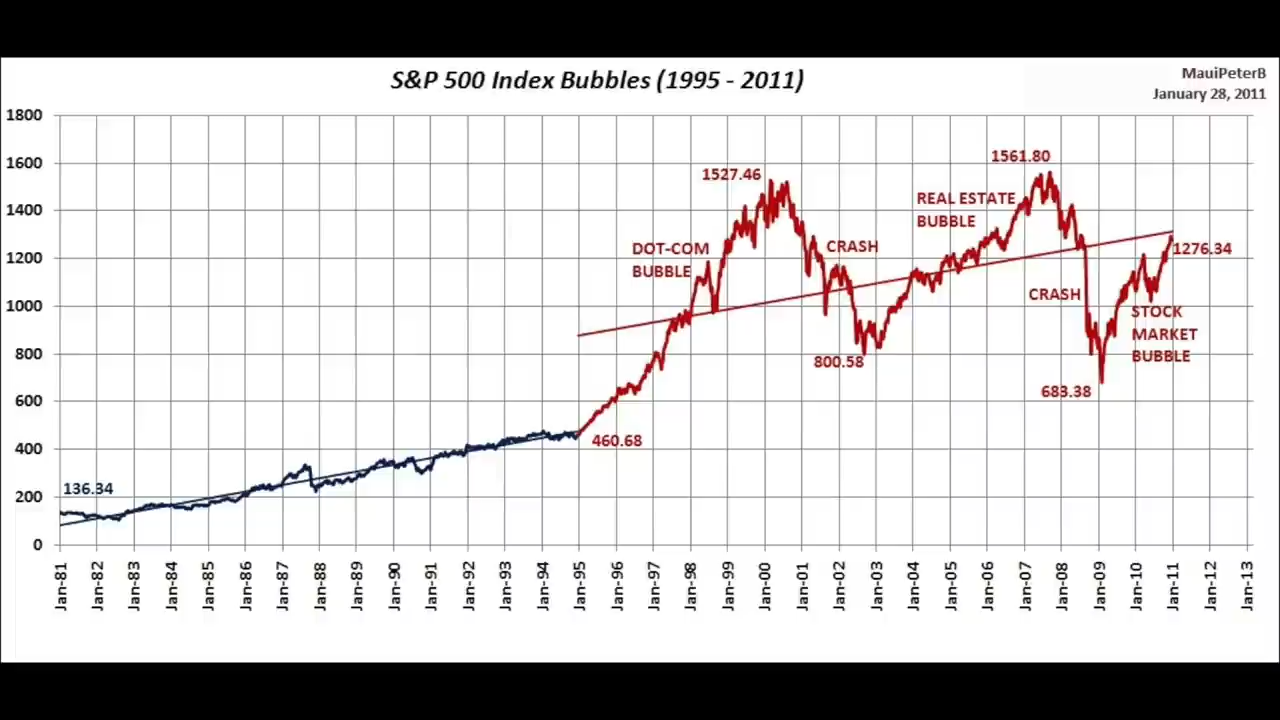 S&P 500 Index Bubbles (1995 - 2011)
MauiPeterB
January 28, 2011
1800
1600
1400
1200
1000
800
600
400
200
0
1527.46
1561.80
REAL ESTATE
BUBBLE
DOT-COM
BUBBLE
CRASH
1276.34
CRASH
STOCK
MARKET
BUBBLE
800.58
683.38
460.68
136.34
Jan-81
Jan-82
Jan-83
Jan-84
Jan-85
Jan-86
Jan-87
Jan-88
Jan-89
Jan-90
Jan-91
Jan-92
Jan-93
Jan-94
Jan-95
Jan-96
Jan-97
Jan-98
Jan-99
Jan-00
Jan-01
Jan-02
Jan-03
Jan-04
Jan-05
Jan-06
Jan-07
Jan-08
Jan-09
Jan-10
Jan-11
Jan-12
Jan-13